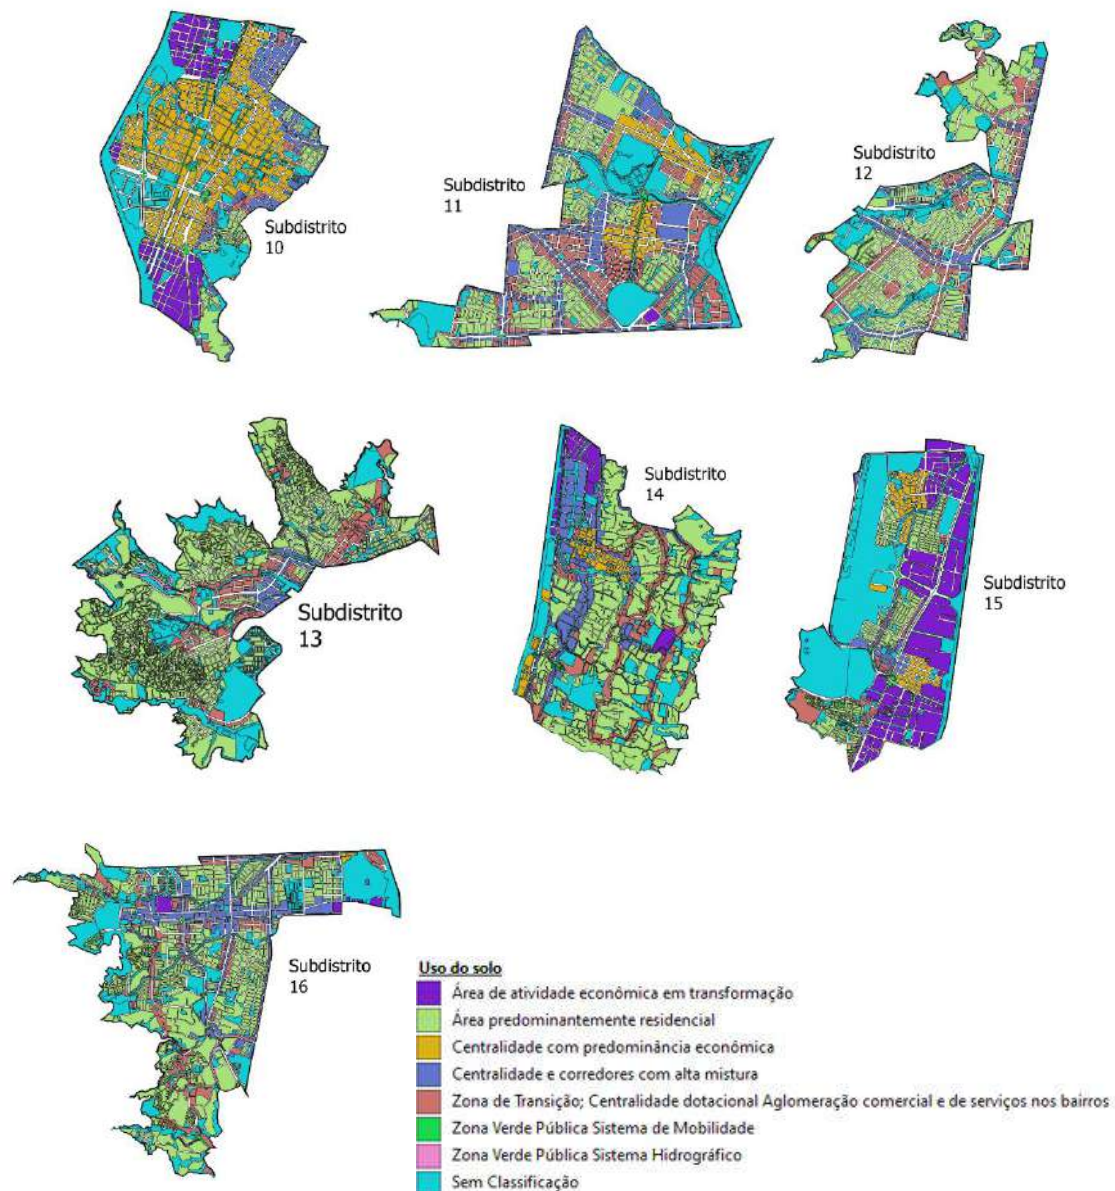 Subdistrito
10
Subdistrito
11
Subdistrito
12
Subdistrito
13
Subdistrito
14
Subdistrito
15
Subdistrito
16
Uso do solo
Área de atividade econômica em transformação
Área predominantemente residencial
Centralidade com predominância econômica
Centralidade e corredores com alta mistura
Zona de Transição; Centralidade dotacional Aglomeração comercial e de serviços nos bairros
Zona Verde Pública Sistema de Mobilidade
Zona Verde Pública Sistema Hidrográfico
Sem Classificação